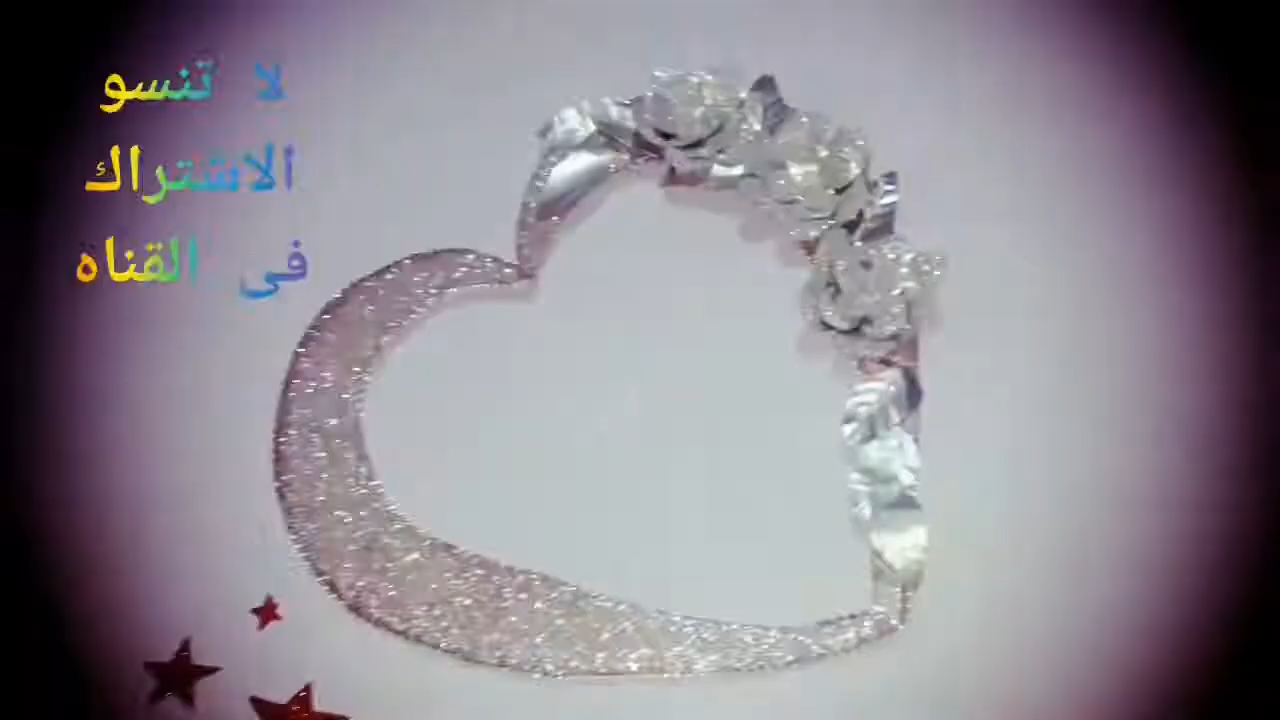 لا تنسو
الاشتراك
فى القناه